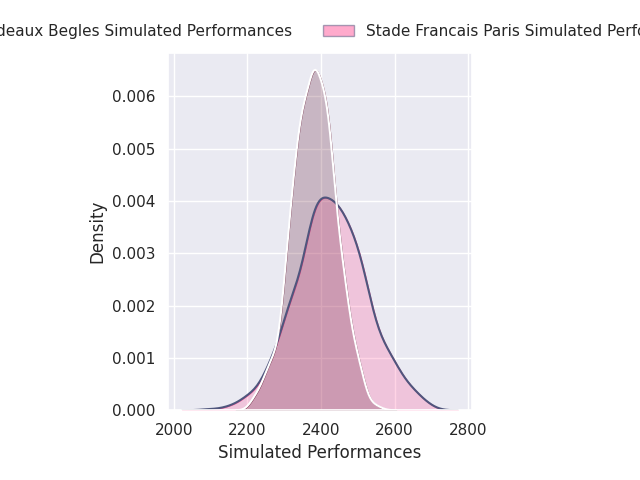 deaux Begles Simulated Performances
Stade Francais Paris Simulated Perfo
0.006
0.005
0.004
0.003
0.002
0.001
0.000
Density
2000 2200 2400 2600 2800
Simulated Performances